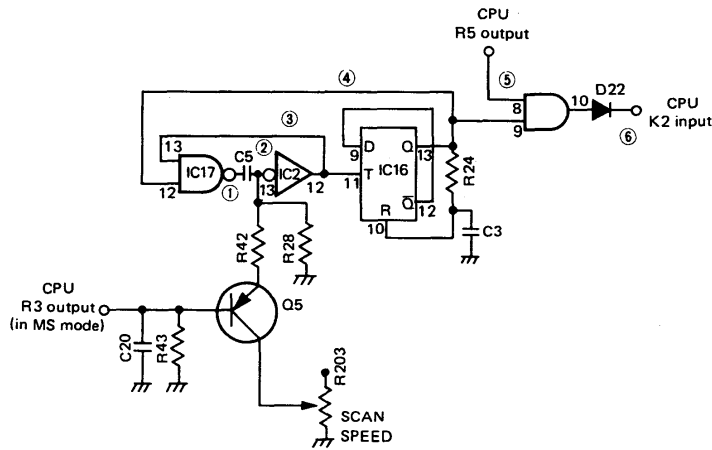 CPU
R5 output
④
⑤
D22
③
8
10
CPU
K2 input
9
⑥
13
C5
②
9
D
Q
13
IC17
IC2
12
11
T
IC16
R24
12
①
13
Q
12
R
10
C3
R42
R28
CPU
R3 output
(in MS mode)
Q5
C20
R43
R203
SCAN
SPEED